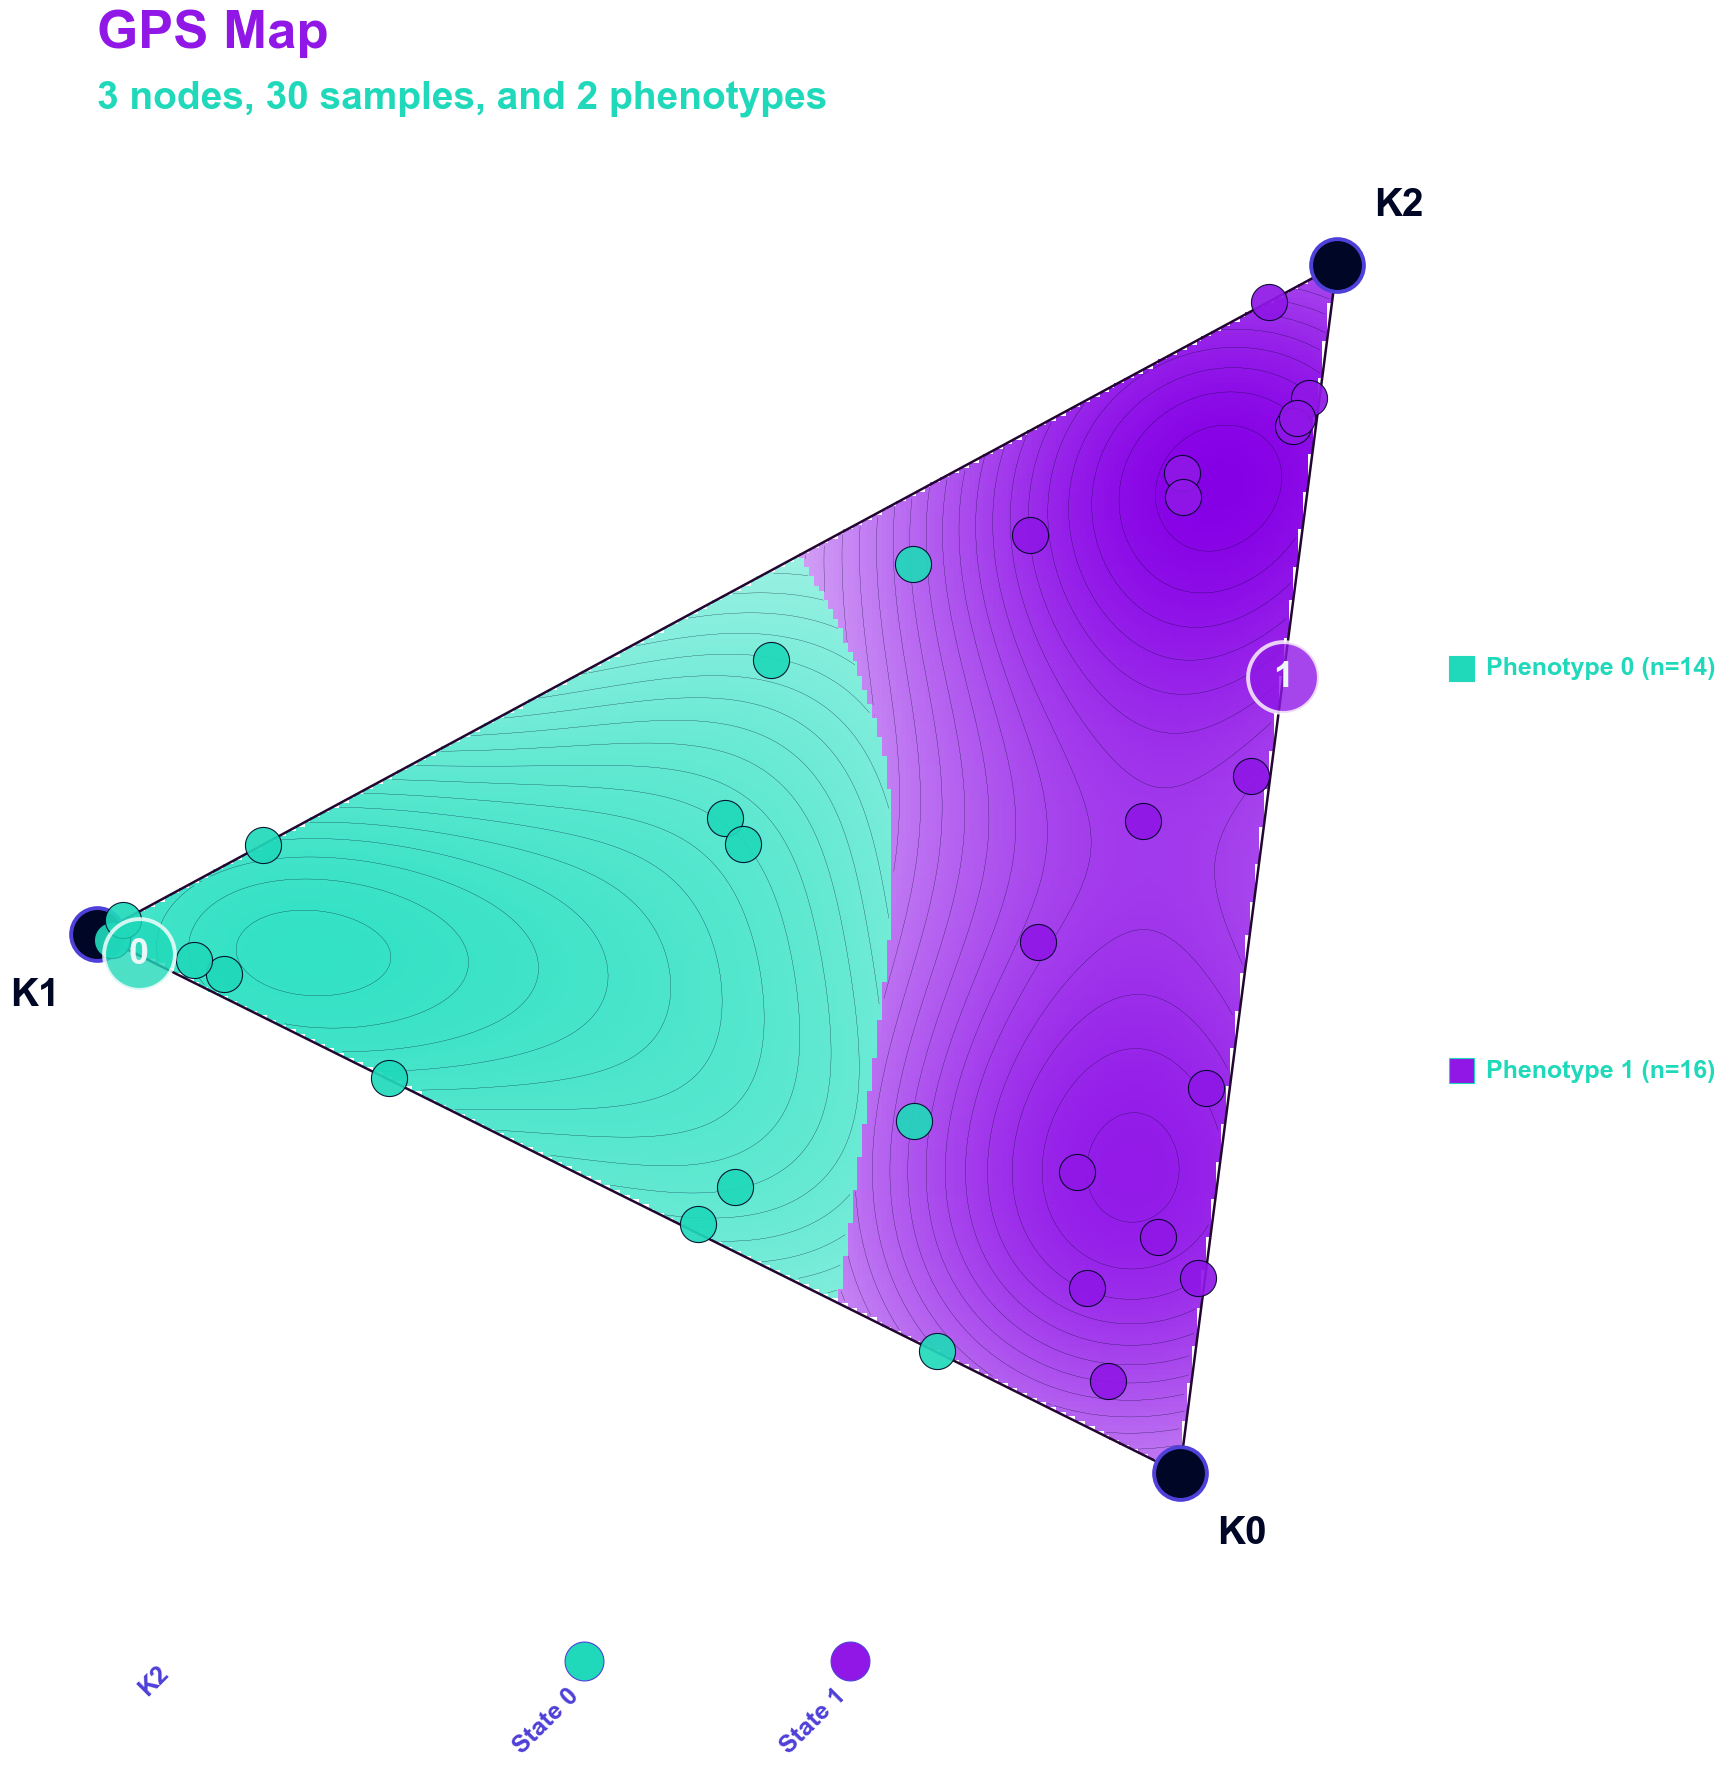 GPS Map
3 nodes, 30 samples, and 2 phenotypes
K2
1
Phenotype 0 (n=14)
0
K1
Phenotype 1 (n=16)
K0
K2
State 0
State 1